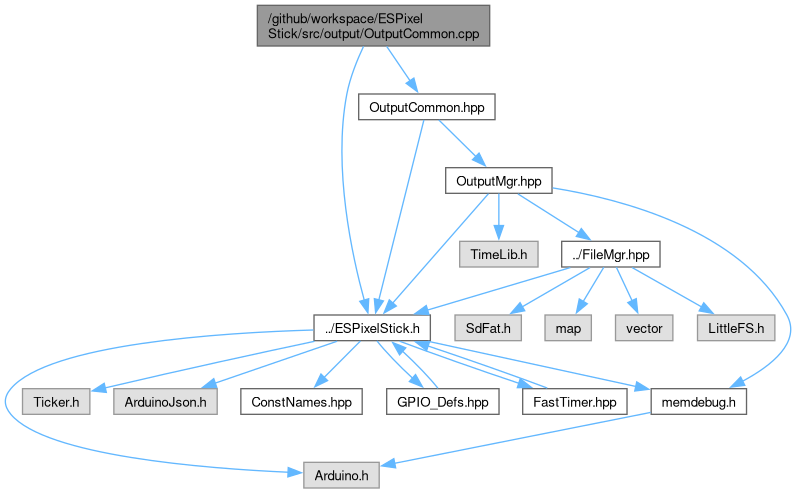 /github/workspace/ESPixel
Stick/src/output/OutputCommon.cpp
OutputCommon.hpp
OutputMgr.hpp
TimeLib.h
../FileMgr.hpp
../ESPixelStick.h
SdFat.h
map
vector
LittleFS.h
Ticker.h
ArduinoJson.h
ConstNames.hpp
GPIO_Defs.hpp
FastTimer.hpp
memdebug.h
Arduino.h